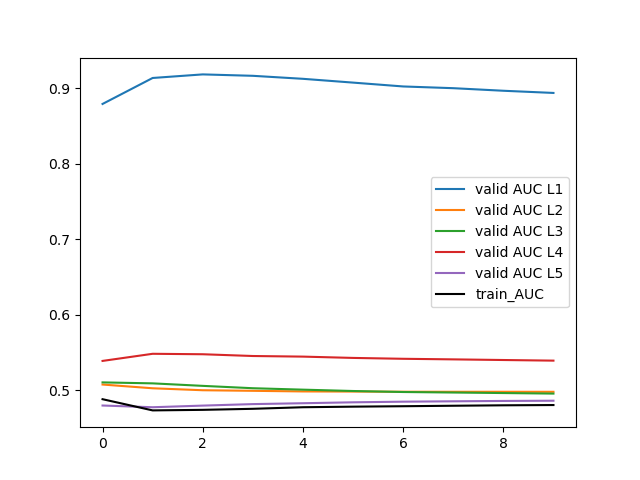 0.9
0.8
0.7
0.6
0.5
0 2 4 6 8
valid AUC L1
valid AUC L2
valid AUC L3
valid AUC L4
valid AUC L5
train_AUC